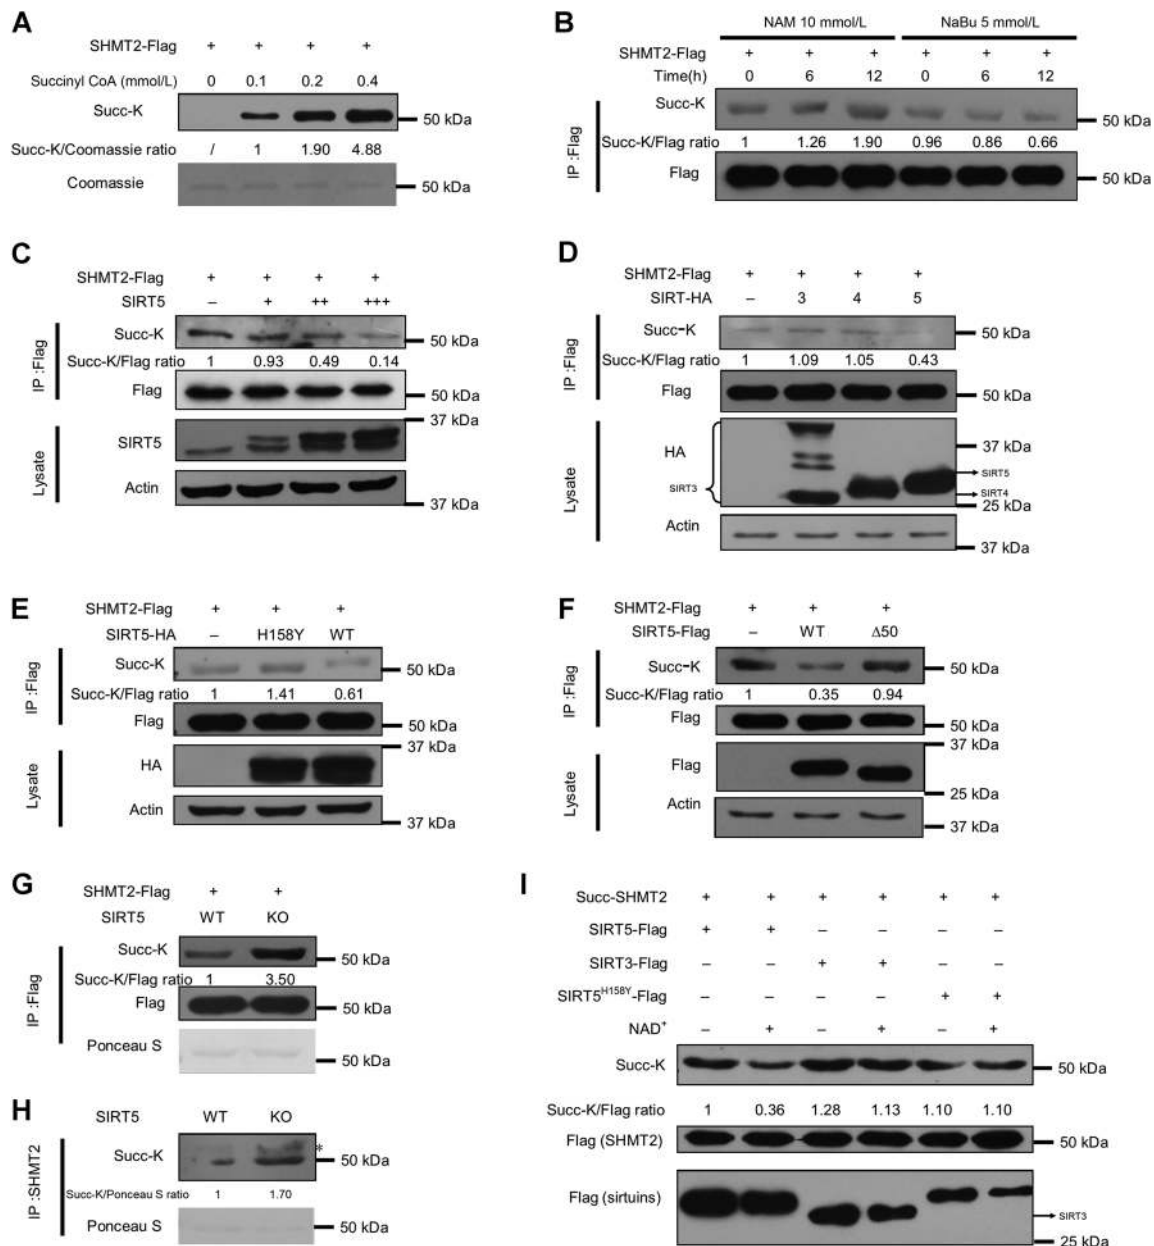 A
SHMT2-Flag + + + +
Succinyl CoA (mmol/L) 0 0.1 0.2 0.4
Succ-K 50 kDa
Succ-K/Coomassie ratio / 1 1.90 4.88
Coomassie 50 kDa
B
NAM 10 mmol/L NaBu 5 mmol/L
SHMT2-Flag + + + + + +
Time(h) 0 6 12 0 6 12
IP :Flag
Succ-K 50 kDa
Succ-K/Flag ratio 1 1.26 1.90 0.96 0.86 0.66
Flag 50 kDa
C
SHMT2-Flag + + + +
SIRT5 – + ++ +++
IP :Flag
Succ-K 50 kDa
Succ-K/Flag ratio 1 0.93 0.49 0.14
Flag 50 kDa
Lysate
37 kDa
SIRT5
Actin
37 kDa
D
SHMT2-Flag + + + +
SIRT-HA – 3 4 5
IP :Flag
Succ-K 50 kDa
Succ-K/Flag ratio 1 1.09 1.05 0.43
Flag 50 kDa
Lysate
HA 37 kDa
SIRT5
SIRT3 SIRT4
25 kDa
Actin
37 kDa
E
SHMT2-Flag + + +
SIRT5-HA – H158Y WT
IP :Flag
Succ-K 50 kDa
Succ-K/Flag ratio 1 1.41 0.61
Flag 50 kDa
Lysate
37 kDa
HA
Actin
37 kDa
F
SHMT2-Flag + + +
SIRT5-Flag – WT Δ50
IP :Flag
Succ-K 50 kDa
Succ-K/Flag ratio 1 0.35 0.94
Flag 50 kDa
Lysate
37 kDa
Flag
25 kDa
Actin
37 kDa
G
SHMT2-Flag + +
SIRT5 WT KO
IP :Flag
Succ-K 50 kDa
Succ-K/Flag ratio 1 3.50
Flag 50 kDa
Ponceau S 50 kDa
H
SIRT5 WT KO
IP :SHMT2
*
Succ-K 50 kDa
Succ-K/Ponceau S ratio 1 1.70
Ponceau S 50 kDa
I
Succ-SHMT2 + + + + + +
SIRT5-Flag + + – – – –
SIRT3-Flag – – + + – –
SIRT5H158Y-Flag – – – – + +
NAD+ – + – + – +
Succ-K 50 kDa
Succ-K/Flag ratio 1 0.36 1.28 1.13 1.10 1.10
Flag (SHMT2) 50 kDa
Flag (sirtuins)
SIRT3
25 kDa